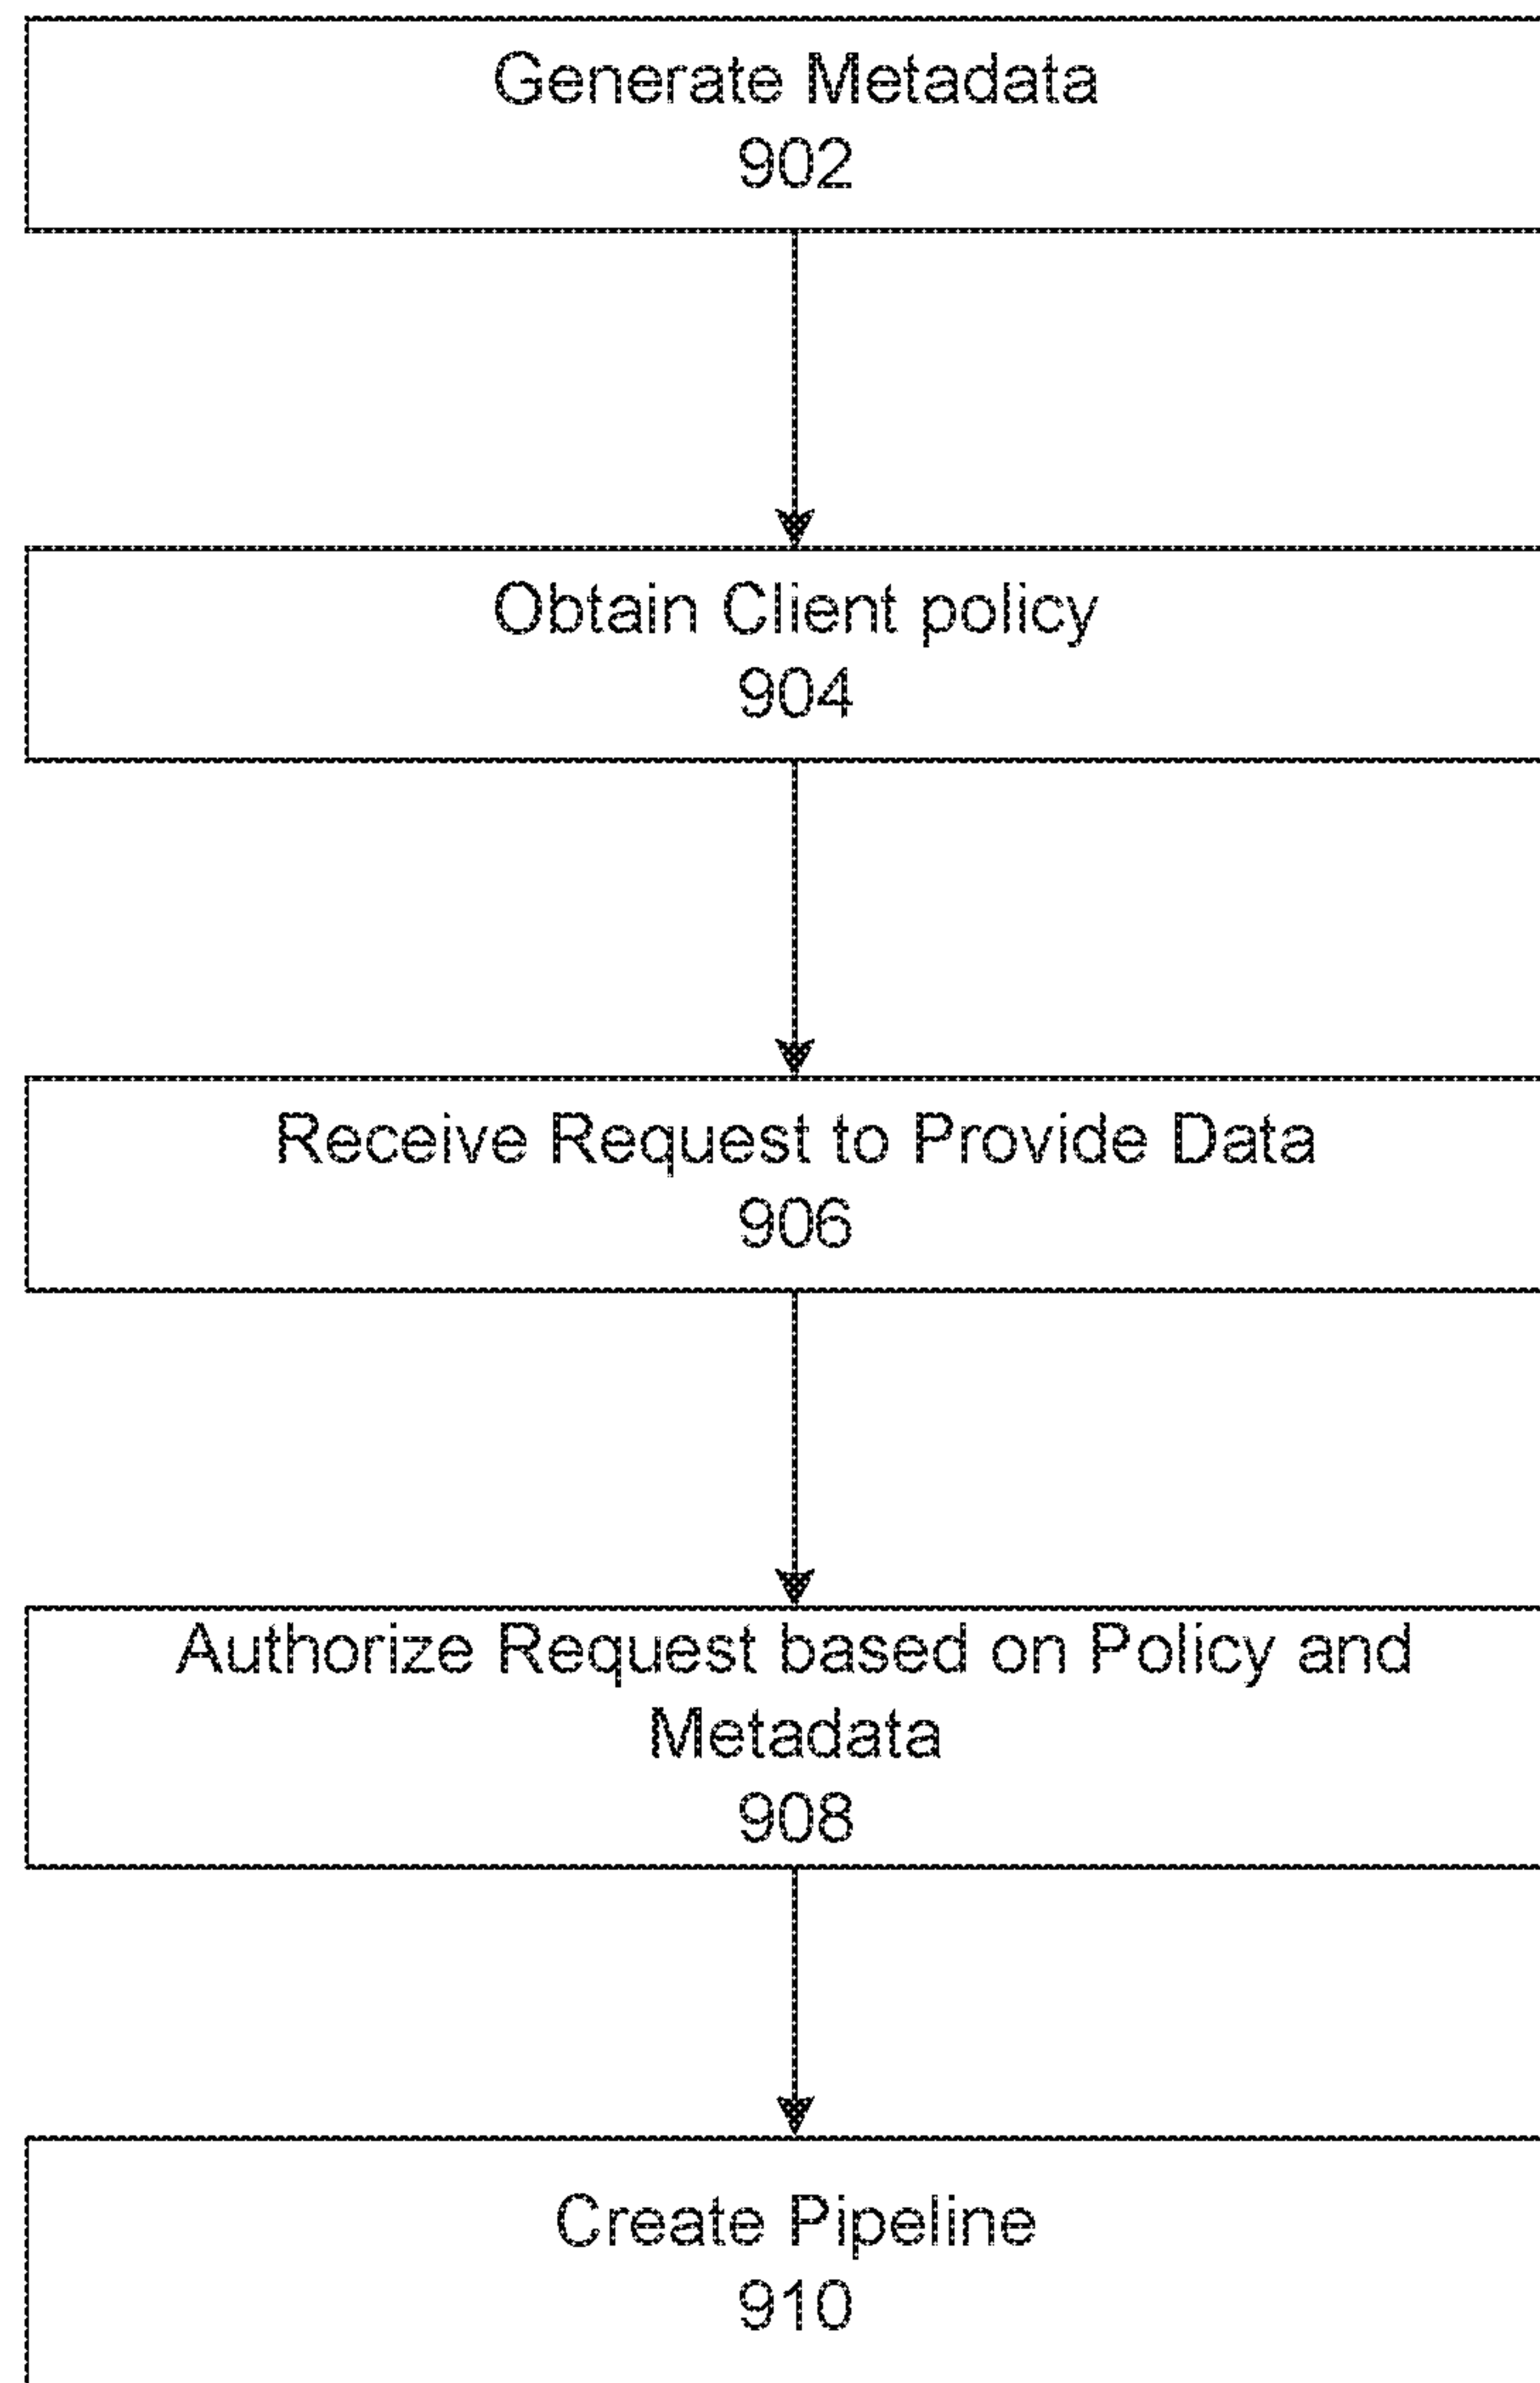 Generate Metadata
902
Obtain Client policy
904
Receive Request to Provide Data
906
Authorize Request based on Policy and
Metadata
908
Create Pipeline
910